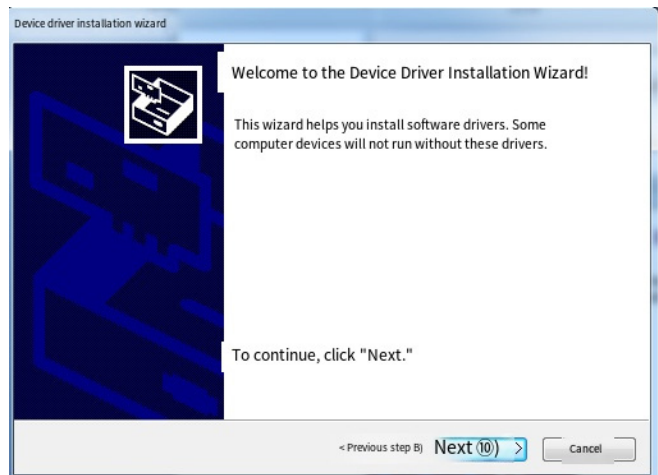 Device driver installation wizard
Welcome to the Device Driver Installation Wizard!
This wizard helps you install software drivers. Some
computer devices will not run without these drivers.
To continue, click "Next."
< Previous step B) Next ⑩) > Cancel